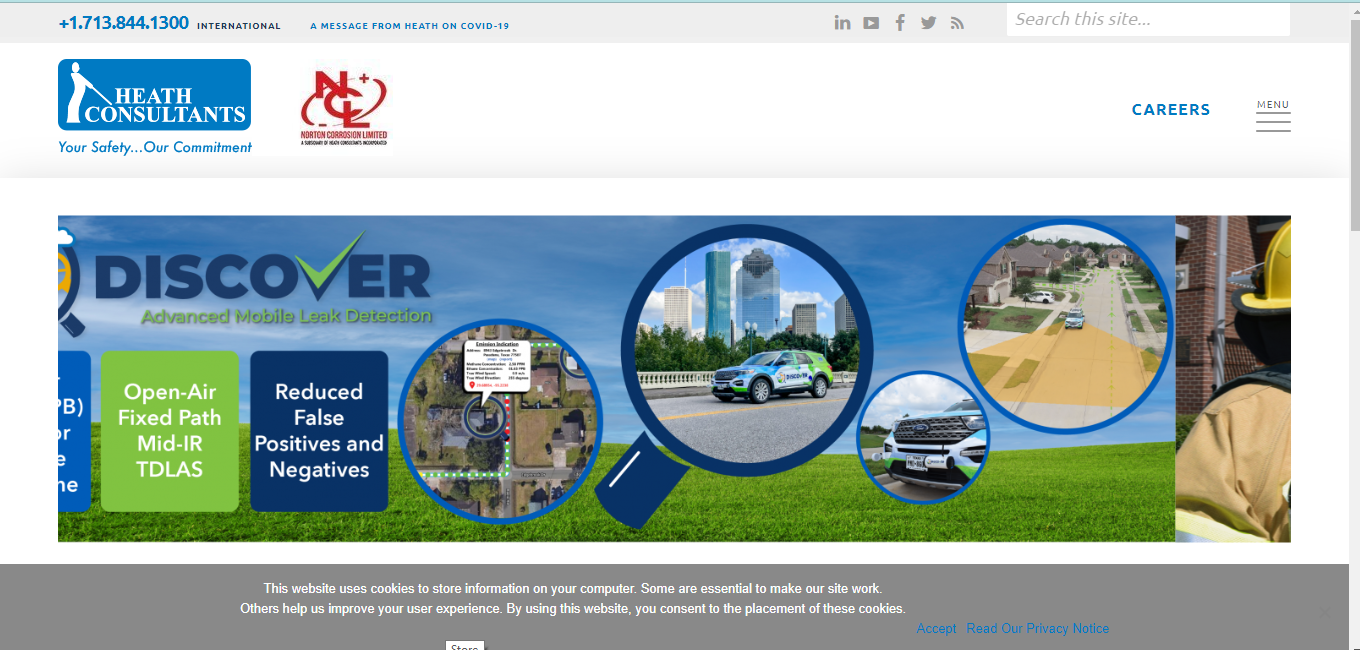 +1.713.844.1300 INTERNATIONAL A MESSAGE FROM HEATH ON COVID-19
Search this site...
HEATH
CONSULTANTS
Your Safety...Our Commitment
NCL
NORTON CORROSION LIMITED
A SUBSIDIARY OF HEATH CONSULTANTS INCORPORATED
CAREERS
MENU
DISCOVER
Advanced Mobile Leak Detection
PB)
or
e
ne
Open-Air
Fixed Path
Mid-IR
TDLAS
Reduced
False
Positives and
Negatives
Emission Indication
DISCOVER
This website uses cookies to store information on your computer. Some are essential to make our site work.
Others help us improve your user experience. By using this website, you consent to the placement of these cookies.
Accept Read Our Privacy Notice
Store